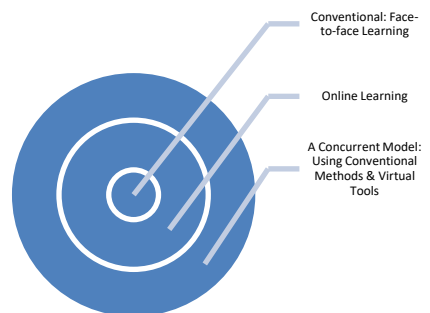 Conventional: Face-
to-face Learning
Online Learning
A Concurrent Model:
Using Conventional
Methods & Virtual
Tools